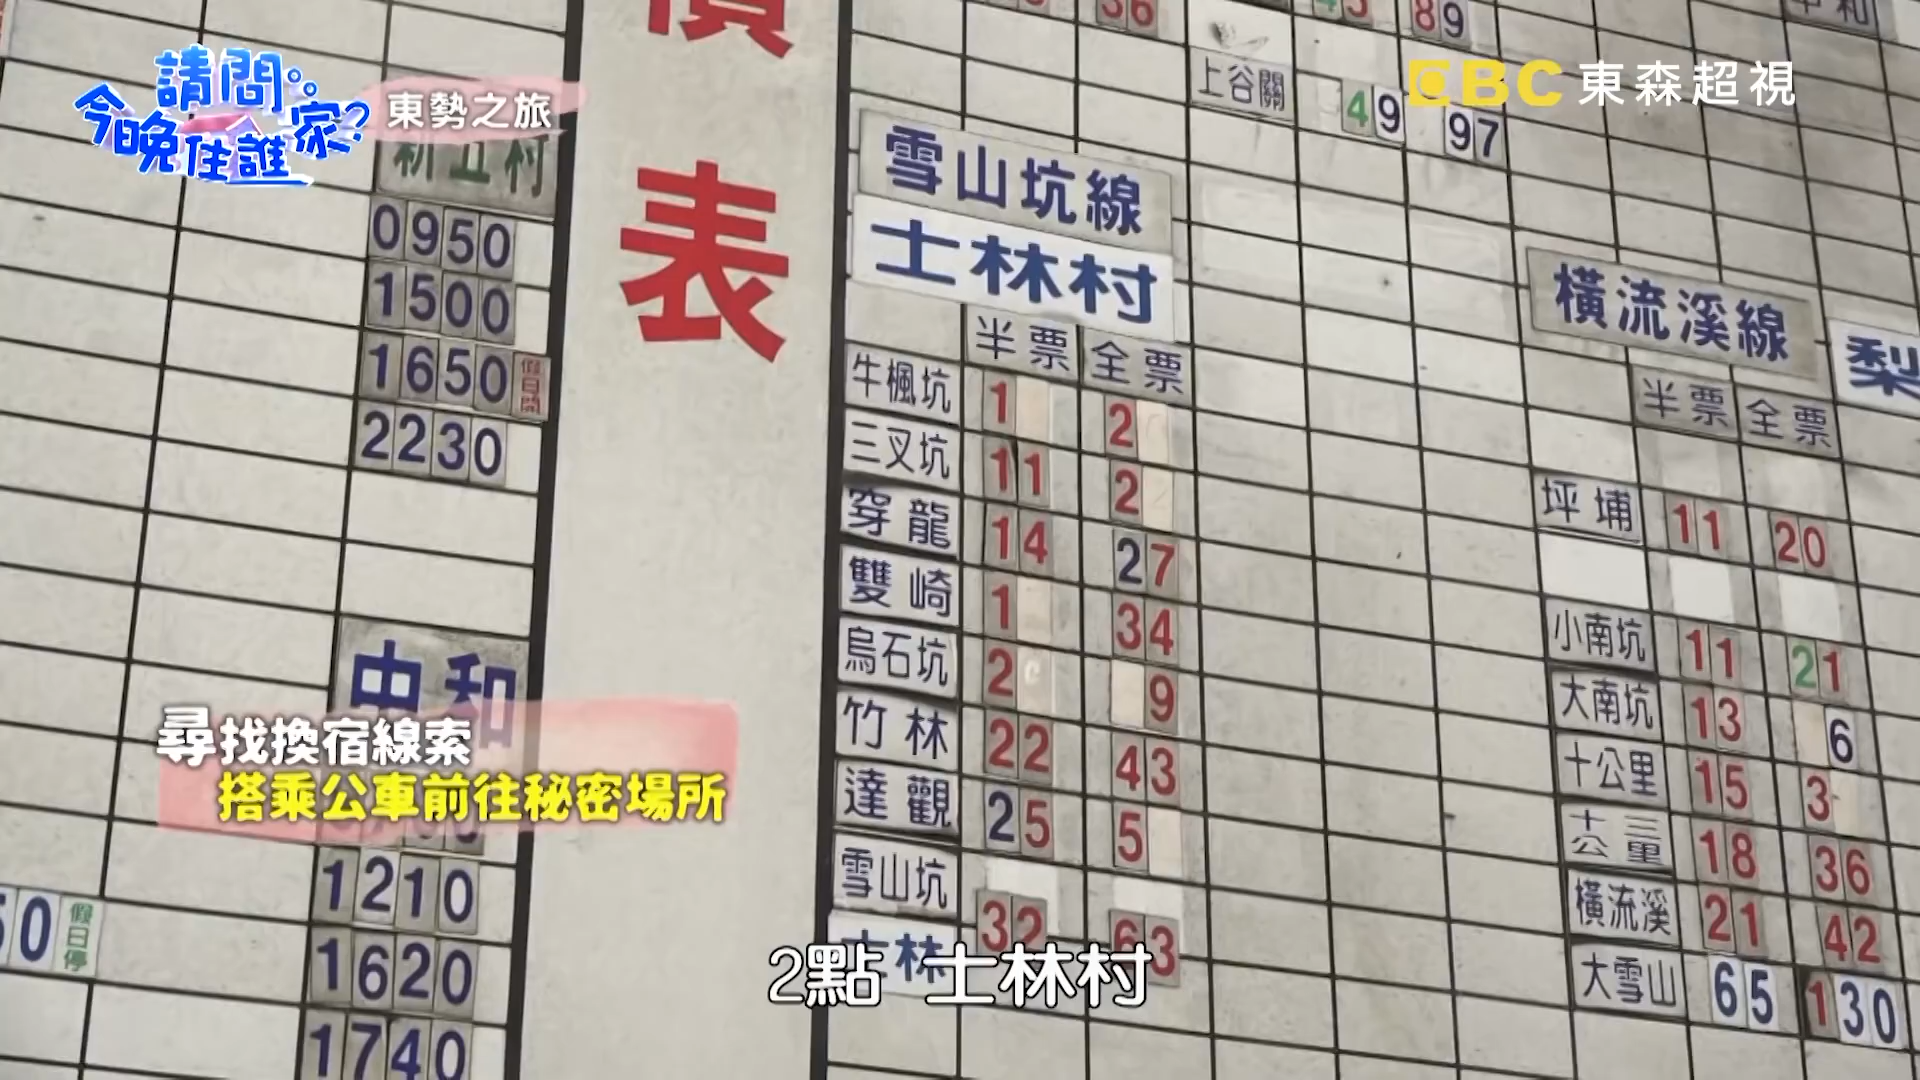 請問
今晚住誰家?
東勢之旅
EBC 東森超視
表
0950
1500
1650 假日開
2230
中和
1210
1620
1740
50 假日停
36
89
上谷關 49 97
雪山坑線
士林村
半票 全票
牛楓坑 1 2
三叉坑 11 2
穿龍 14 27
雙崎 1 34
烏石坑 2 9
竹林 22 43
達觀 25 5
雪山坑
士林 32 63
橫流溪線
半票 全票
坪埔 11 20
小南坑 11 21
大南坑 13 6
十公里 15 3
十三公里 18 36
橫流溪 21 42
大雪山 65 130
梨
中和
尋找換宿線索
搭乘公車前往秘密場所
2點 士林村